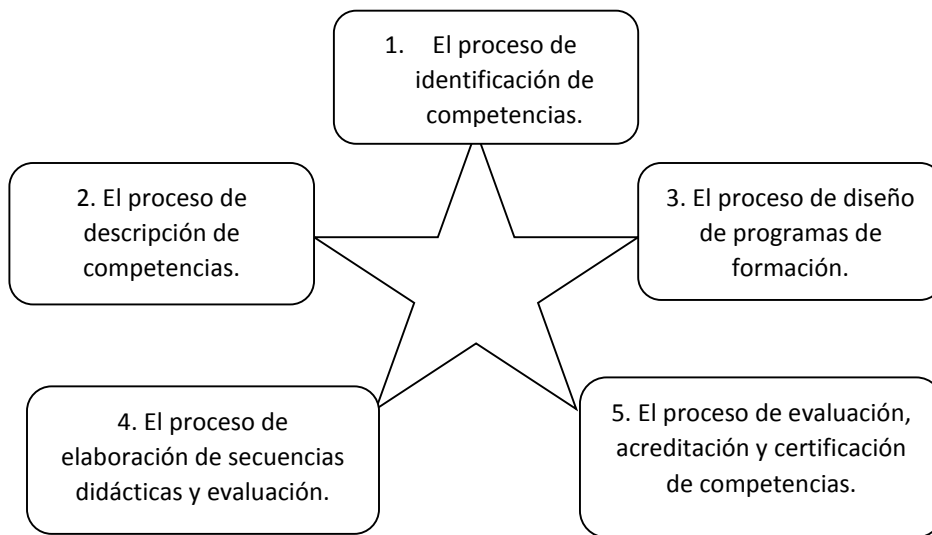 1. El proceso de
identificación de
competencias.
2. El proceso de
descripción de
competencias.
3. El proceso de diseño
de programas de
formación.
4. El proceso de
elaboración de secuencias
didácticas y evaluación.
5. El proceso de evaluación,
acreditación y certificación
de competencias.